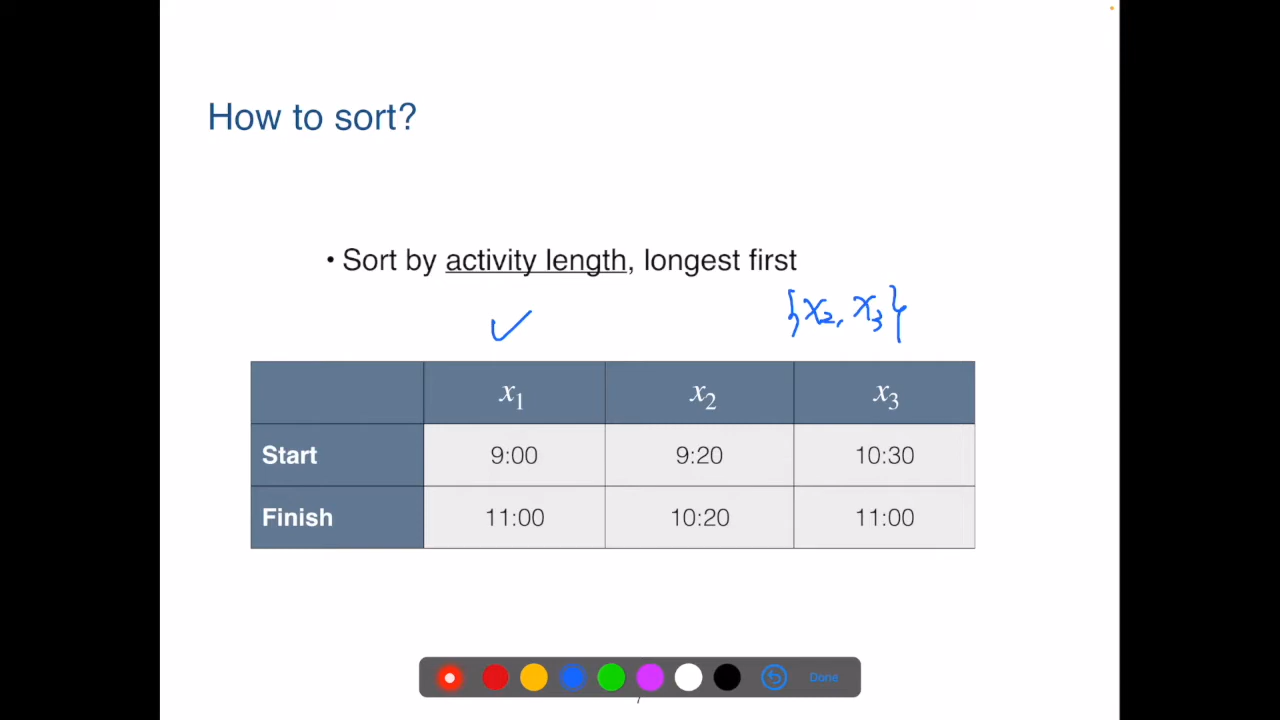 How to sort?
• Sort by activity length, longest first
✓ {x₂, x₃}
x₁ x₂ x₃
Start 9:00 9:20 10:30
Finish 11:00 10:20 11:00
Done